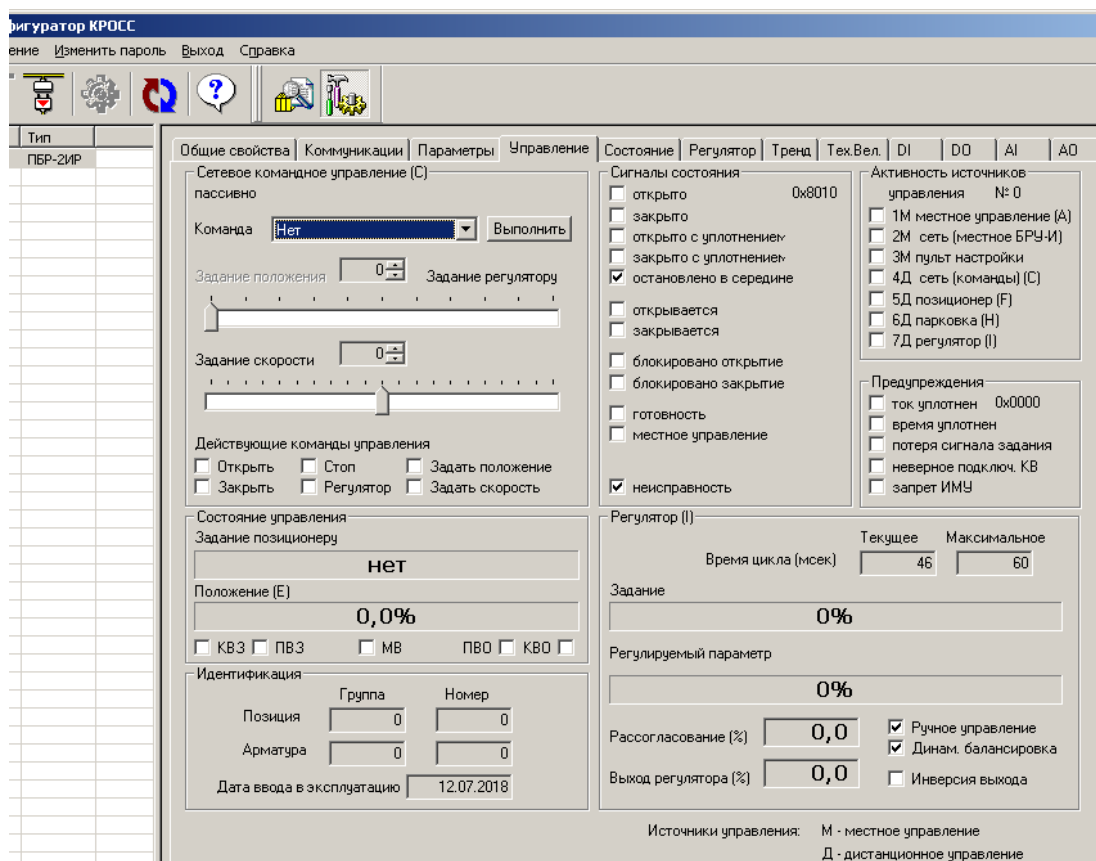 фигуратор КРОСС
ение Изменить пароль Выход Справка
Тип
ПБР-2ИР
Общие свойства Коммуникации Параметры Управление Состояние Регулятор Тренд Тех.Вел. DI DO AI AO
Сетевое командное управление (С)
пассивно
Команда Нет Выполнить
Задание положения 0 Задание регулятору
Задание скорости 0
Действующие команды управления
Открыть Стоп Задать положение
Закрыть Регулятор Задать скорость
Сигналы состояния
открыто 0x8010
закрыто
открыто с уплотнением
закрыто с уплотнением
остановлено в середине
открывается
закрывается
блокировано открытие
блокировано закрытие
готовность
местное управление
неисправность
Активность источников
управления № 0
1М местное управление (А)
2М сеть (местное БРУ-И)
3М пульт настройки
4Д сеть (команды) (С)
5Д позиционер (F)
6Д парковка (Н)
7Д регулятор (I)
Предупреждения
ток уплотнен 0x0000
время уплотнен
потеря сигнала задания
неверное подключ. КВ
запрет ИМУ
Состояние управления
Задание позиционеру
нет
Положение (Е)
0,0%
КВЗ ПВЗ МВ ПВО КВО
Идентификация
Группа Номер
Позиция 0 0
Арматура 0 0
Дата ввода в эксплуатацию 12.07.2018
Регулятор (I)
Текущее Максимальное
Время цикла (мсек) 46 60
Задание
0%
Регулируемый параметр
0%
Рассогласование (%) 0,0 Ручное управление
Динам. балансировка
Выход регулятора (%) 0,0 Инверсия выхода
Источники управления: М - местное управление
Д - дистанционное управление